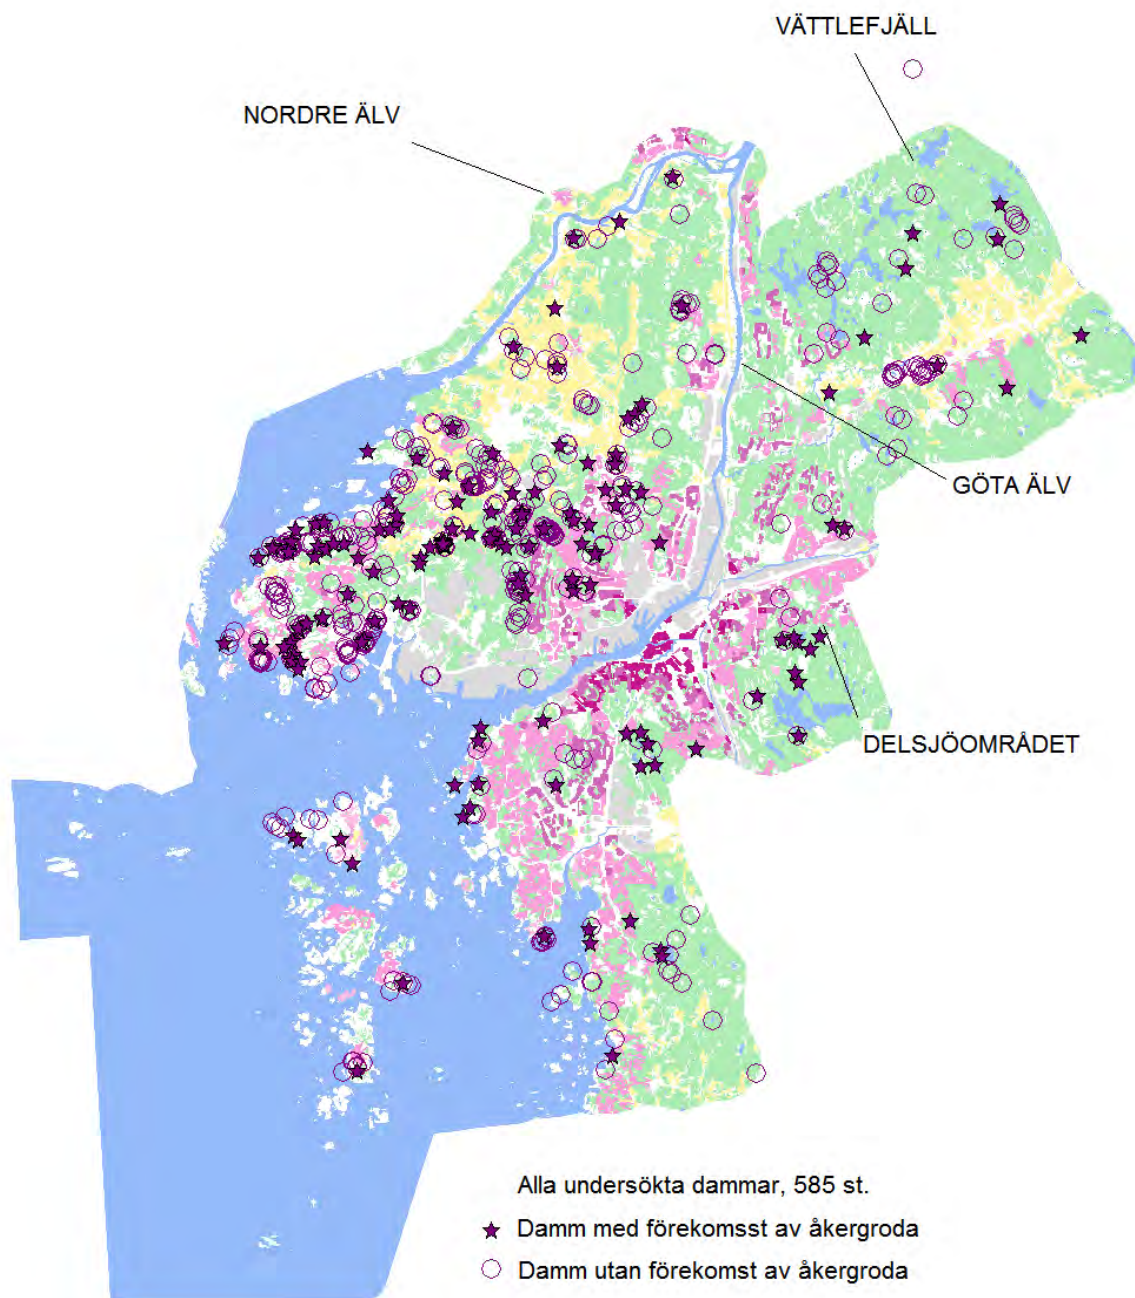 VÄTTLEFJÄLL
NORDRE ÄLV
GÖTA ÄLV
DELSJÖOMRÅDET
Alla undersökta dammar, 585 st.
Damm med förekomsst av åkergroda
Damm utan förekomst av åkergroda